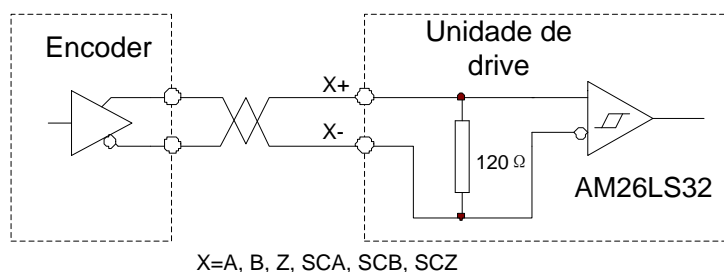 Encoder
Unidade de
drive
X+
X-
120 Ω
AM26LS32
X=A, B, Z, SCA, SCB, SCZ